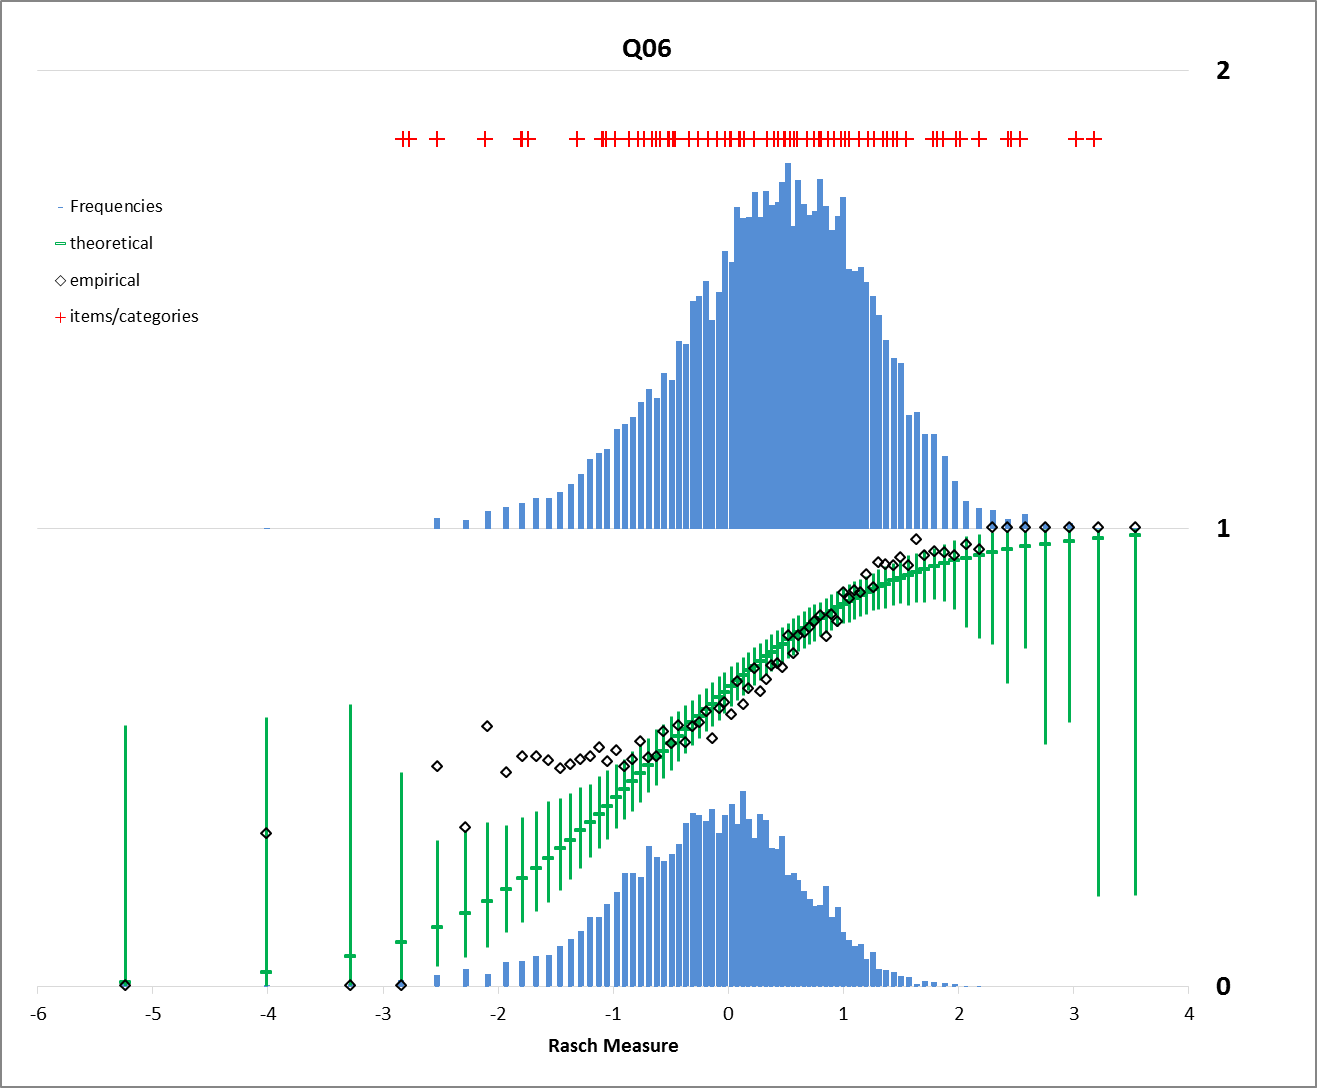 Q06
2
Frequencies
theoretical
empirical
items/categories
1
0
-6 -5 -4 -3 -2 -1 0 1 2 3 4
Rasch Measure